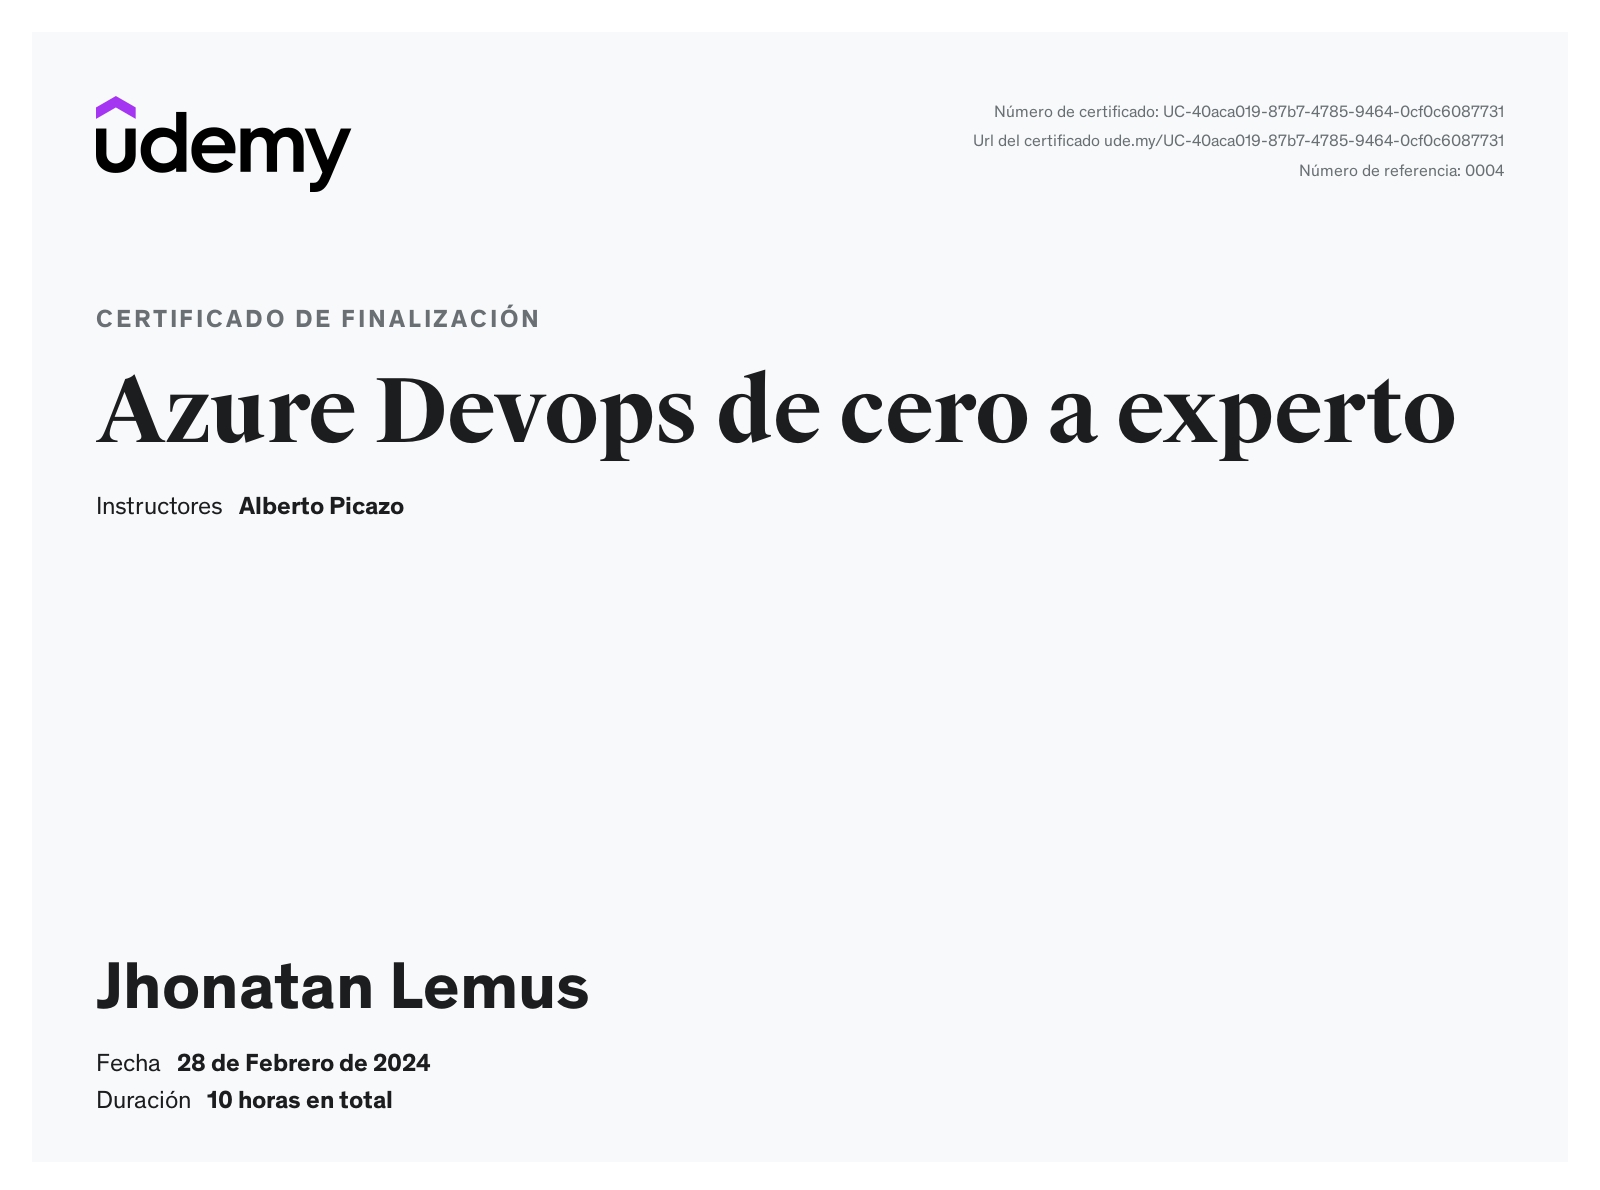 udemy
Número de certificado: UC-40aca019-87b7-4785-9464-0cf0c6087731
Url del certificado ude.my/UC-40aca019-87b7-4785-9464-0cf0c6087731
Número de referencia: 0004
CERTIFICADO DE FINALIZACIÓN
Azure Devops de cero a experto
Instructores Alberto Picazo
Jhonatan Lemus
Fecha 28 de Febrero de 2024
Duración 10 horas en total